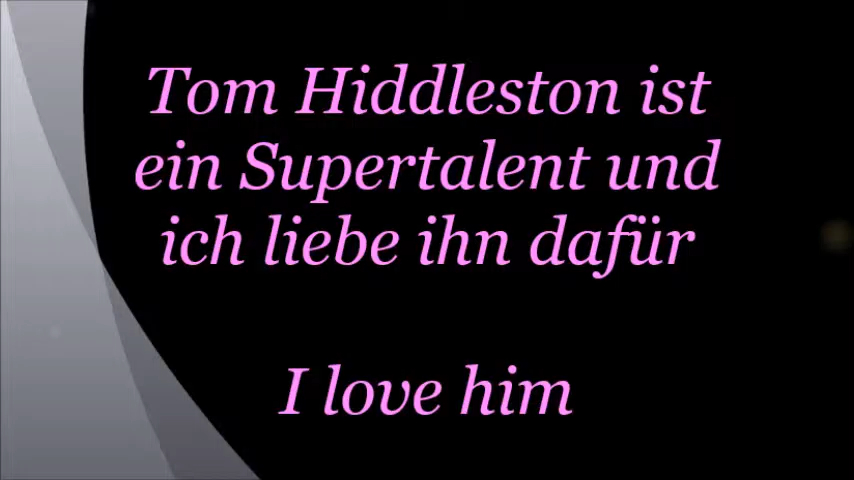 Tom Hiddleston ist
ein Supertalent und
ich liebe ihn dafür
I love him